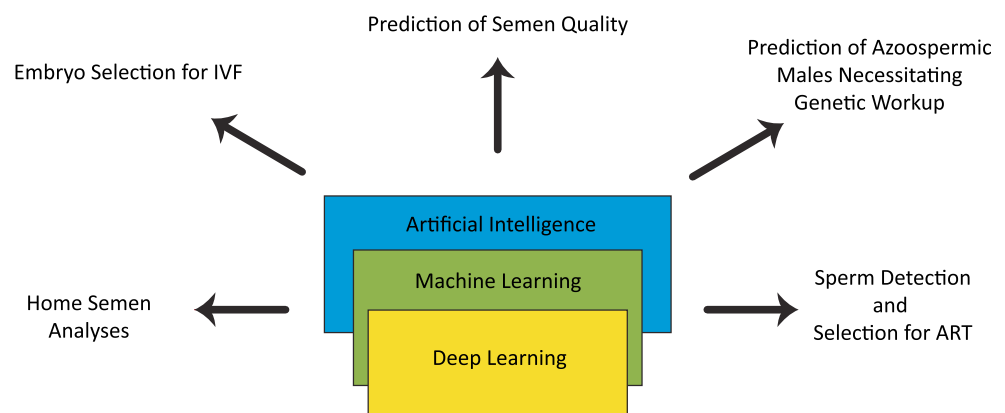 Prediction of Semen Quality
Embryo Selection for IVF
Prediction of Azoospermic
Males Necessitating
Genetic Workup
Artificial Intelligence
Machine Learning
Deep Learning
Home Semen
Analyses
Sperm Detection
and
Selection for ART